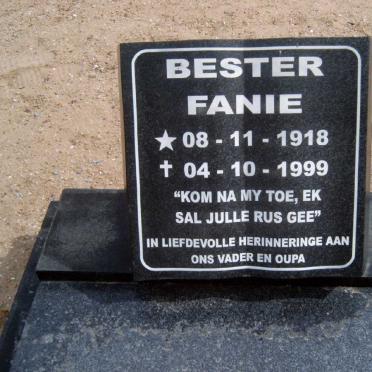 BESTER
FANIE
★ 08 - 11 - 1918
✝ 04 - 10 - 1999
“KOM NA MY TOE, EK
SAL JULLE RUS GEE”
IN LIEFDEVOLLE HERINNERINGE AAN
ONS VADER EN OUPA